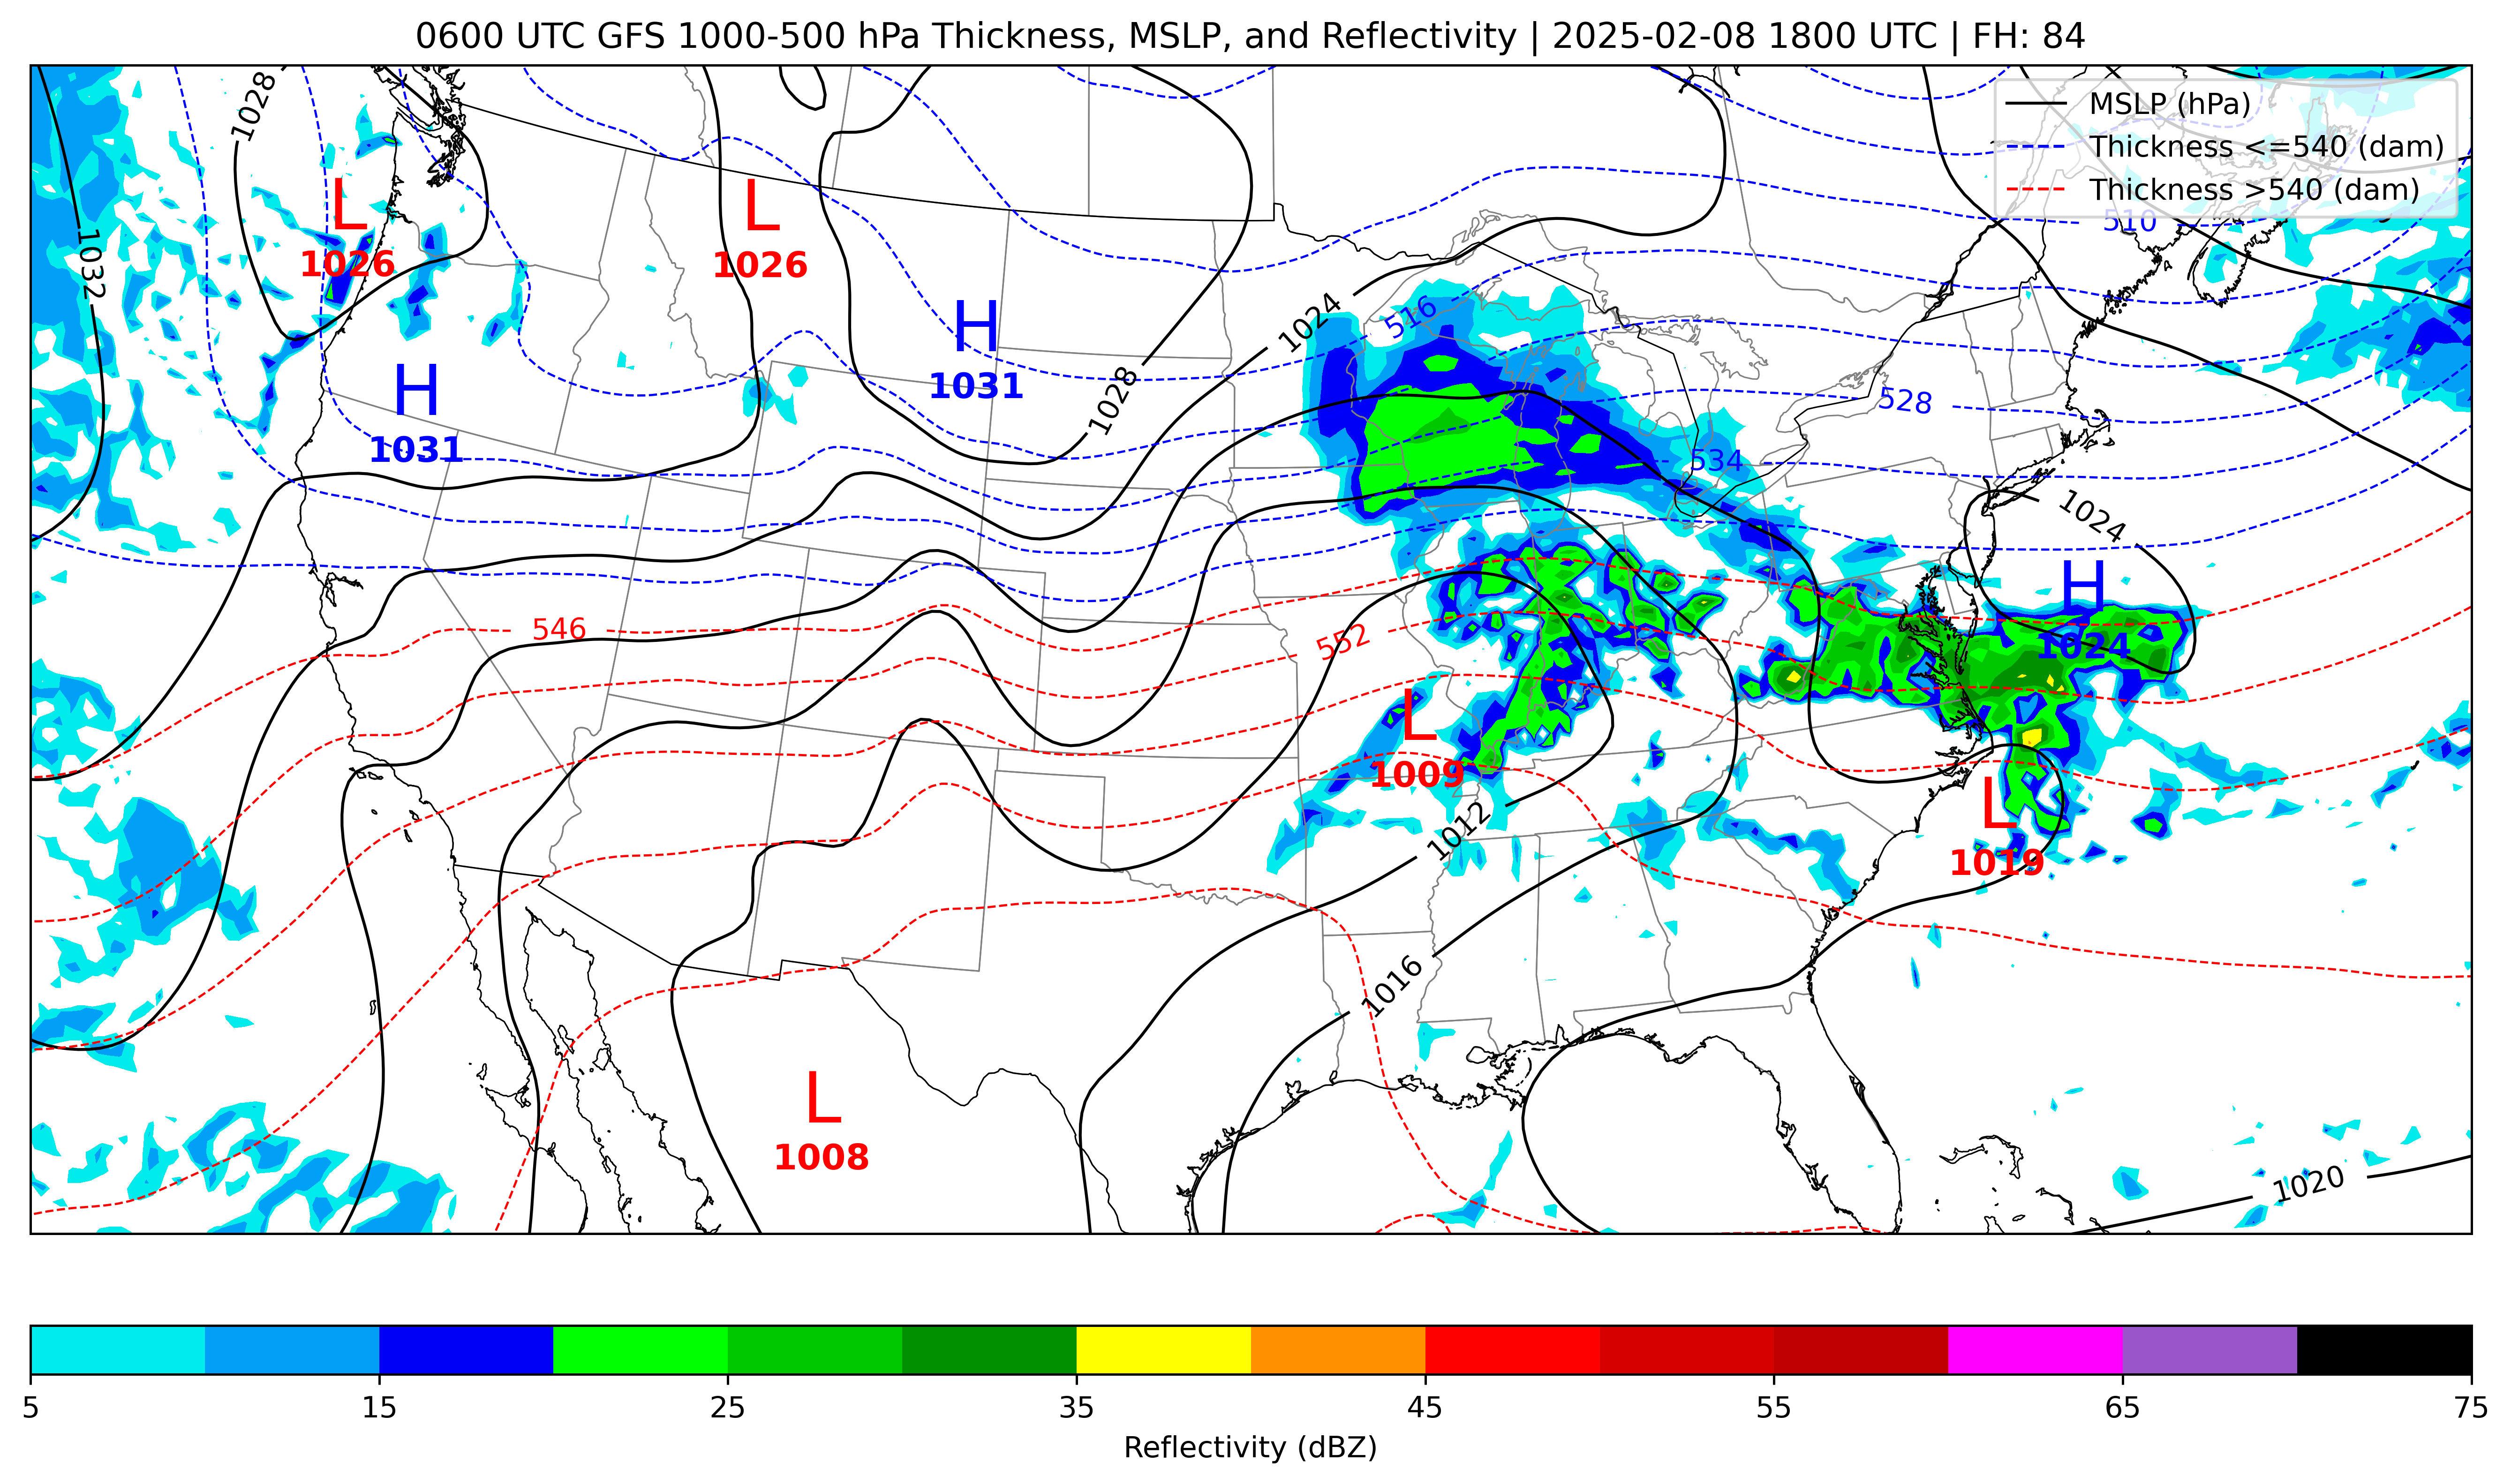 0600 UTC GFS 1000-500 hPa Thickness, MSLP, and Reflectivity | 2025-02-08 1800 UTC | FH: 84
MSLP (hPa)
Thickness <=540 (dam)
Thickness >540 (dam)
1028
1032
L
1026
L
1026
510
H
1031
1024
516
H
1031
1028
528
534
1024
546
552
H
1024
L
1009
1012
L
1019
1016
L
1008
1020
5 15 25 35 45 55 65 75
Reflectivity (dBZ)